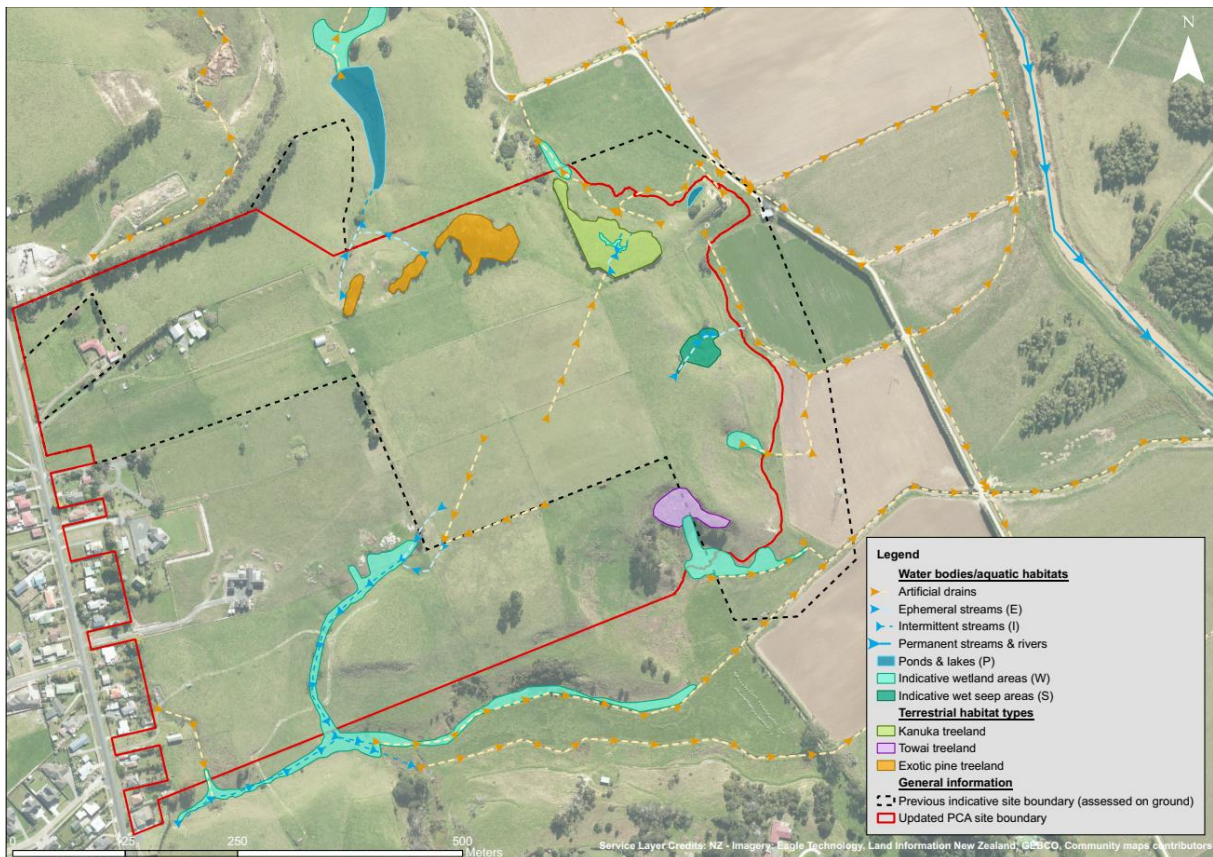 N
Legend
Water bodies/aquatic habitats
Artificial drains
Ephemeral streams (E)
Intermittent streams (I)
Permanent streams & rivers
Ponds & lakes (P)
Indicative wetland areas (W)
Indicative wet seep areas (S)
Terrestrial habitat types
Kanuka treeland
Towai treeland
Exotic pine treeland
General information
Previous indicative site boundary (assessed on ground)
Updated PCA site boundary
0 250 500
Meters
Service Layer Credits: NZ - Imagery: Eagle Technology, Land Information New Zealand, GEBCO, Community maps contributors